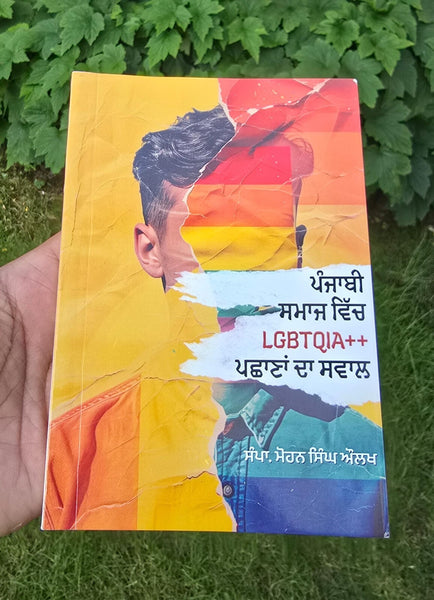 ਪੰਜਾਬੀ
ਸਮਾਜ ਵਿੱਚ
LGBTQIA++
ਪਛਾਣਾਂ ਦਾ ਸਵਾਲ
ਸੰਪਾ. ਮੋਹਨ ਸਿੰਘ ਔਲਖ